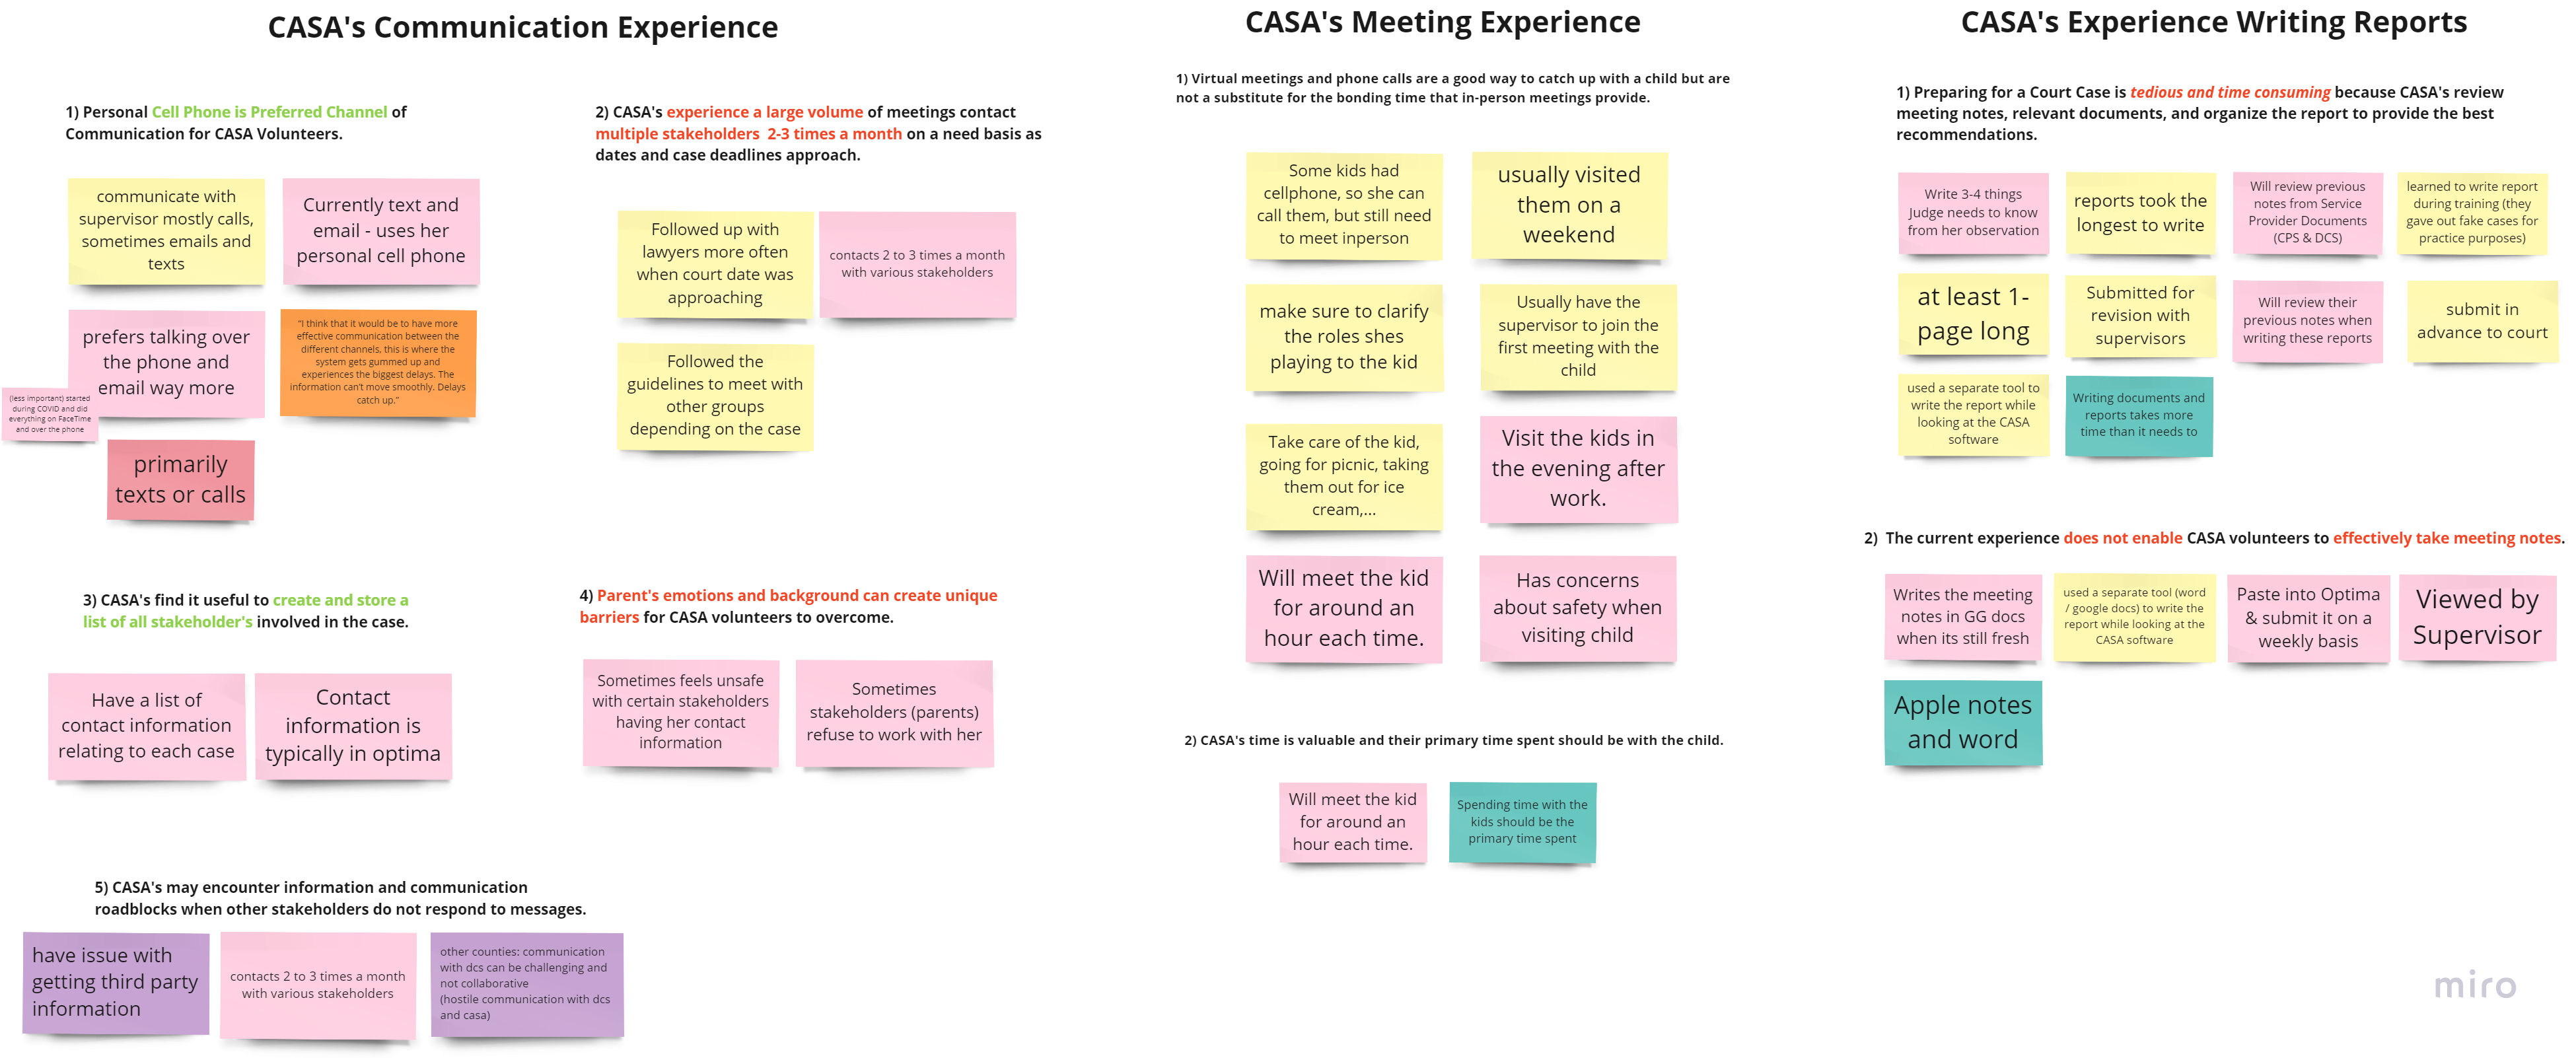 CASA's Communication Experience
1) Personal Cell Phone is Preferred Channel of
Communication for CASA Volunteers.
communicate with
supervisor mostly calls,
sometimes emails and
texts
Currently text and
email - uses her
personal cell phone
prefers talking over
the phone and
email way more
"I think that it would be to have more
effective communication between the
different channels, this is where the
system gets gummed up and
experiences the biggest delays. The
information can't move smoothly. Delays
catch up."
(less important) started
during COVID and did
everything on FaceTime
and over the phone
primarily
texts or calls
2) CASA's experience a large volume of meetings contact
multiple stakeholders 2-3 times a month on a need basis as
dates and case deadlines approach.
Followed up with
lawyers more often
when court date was
approaching
contacts 2 to 3 times a month
with various stakeholders
Followed the
guidelines to meet with
other groups
depending on the case
3) CASA's find it useful to create and store a
list of all stakeholder's involved in the case.
Have a list of
contact information
relating to each case
Contact
information is
typically in optima
4) Parent's emotions and background can create unique
barriers for CASA volunteers to overcome.
Sometimes feels unsafe
with certain stakeholders
having her contact
information
Sometimes
stakeholders (parents)
refuse to work with her
5) CASA's may encounter information and communication
roadblocks when other stakeholders do not respond to messages.
have issue with
getting third party
information
contacts 2 to 3 times a month
with various stakeholders
other counties: communication
with dcs can be challenging and
not collaborative
(hostile communication with dcs
and casa)
CASA's Meeting Experience
1) Virtual meetings and phone calls are a good way to catch up with a child but are
not a substitute for the bonding time that in-person meetings provide.
Some kids had
cellphone, so she can
call them, but still need
to meet inperson
usually visited
them on a
weekend
make sure to clarify
the roles shes
playing to the kid
Usually have the
supervisor to join the
first meeting with the
child
Take care of the kid,
going for picnic, taking
them out for ice
cream,...
Visit the kids in
the evening after
work.
Will meet the kid
for around an
hour each time.
Has concerns
about safety when
visiting child
2) CASA's time is valuable and their primary time spent should be with the child.
Will meet the kid
for around an
hour each time.
Spending time with the
kids should be the
primary time spent
CASA's Experience Writing Reports
1) Preparing for a Court Case is tedious and time consuming because CASA's review
meeting notes, relevant documents, and organize the report to provide the best
recommendations.
Write 3-4 things
Judge needs to know
from her observation
reports took the
longest to write
Will review previous
notes from Service
Provider Documents
(CPS & DCS)
learned to write report
during training (they
gave out fake cases for
practice purposes)
at least 1-
page long
Submitted for
revision with
supervisors
Will review their
previous notes when
writing these reports
submit in
advance to court
used a separate tool to
write the report while
looking at the CASA
software
Writing documents and
reports takes more
time than it needs to
2) The current experience does not enable CASA volunteers to effectively take meeting notes.
Writes the meeting
notes in GG docs
when its still fresh
used a separate tool (word
/ google docs) to write the
report while looking at the
CASA software
Paste into Optima
& submit it on a
weekly basis
Viewed by
Supervisor
Apple notes
and word
miro